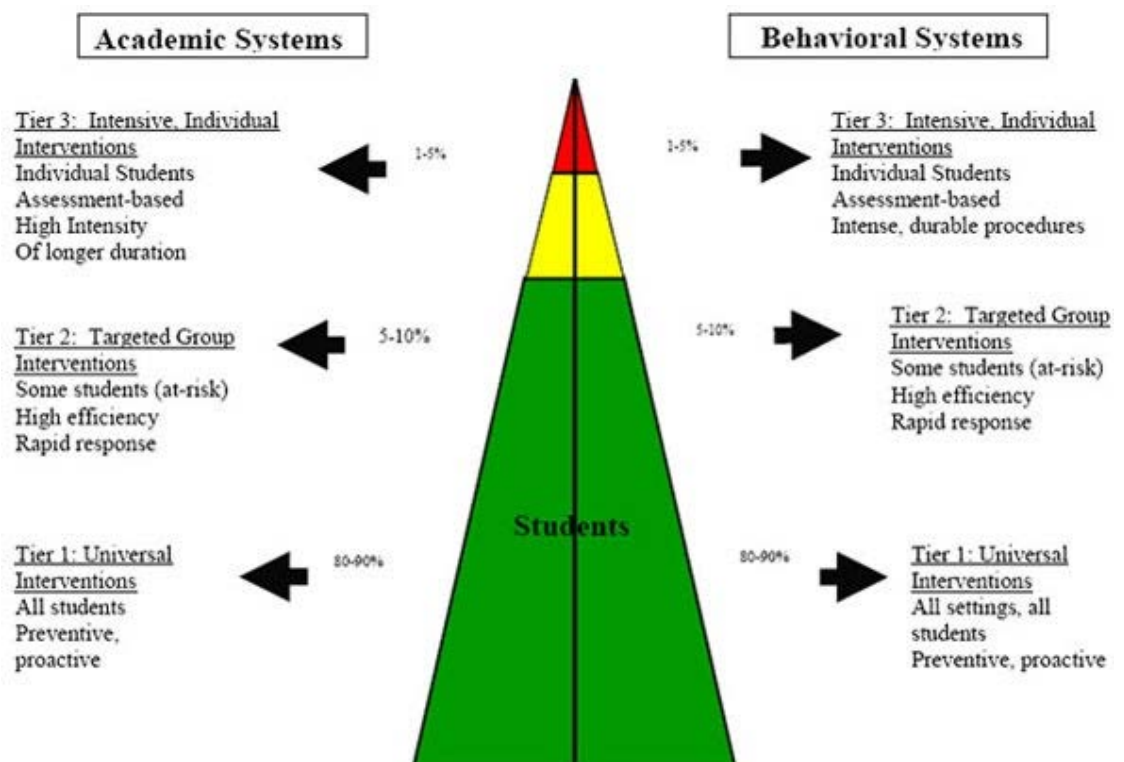 Academic Systems
Tier 3: Intensive, Individual
Interventions
Individual Students
Assessment-based
High Intensity
Of longer duration
1-5%
Tier 2: Targeted Group
Interventions
Some students (at-risk)
High efficiency
Rapid response
5-10%
Tier 1: Universal
Interventions
All students
Preventive,
proactive
80-90%
Students
Behavioral Systems
1-5%
Tier 3: Intensive, Individual
Interventions
Individual Students
Assessment-based
Intense, durable procedures
5-10%
Tier 2: Targeted Group
Interventions
Some students (at-risk)
High efficiency
Rapid response
80-90%
Tier 1: Universal
Interventions
All settings, all
students
Preventive, proactive